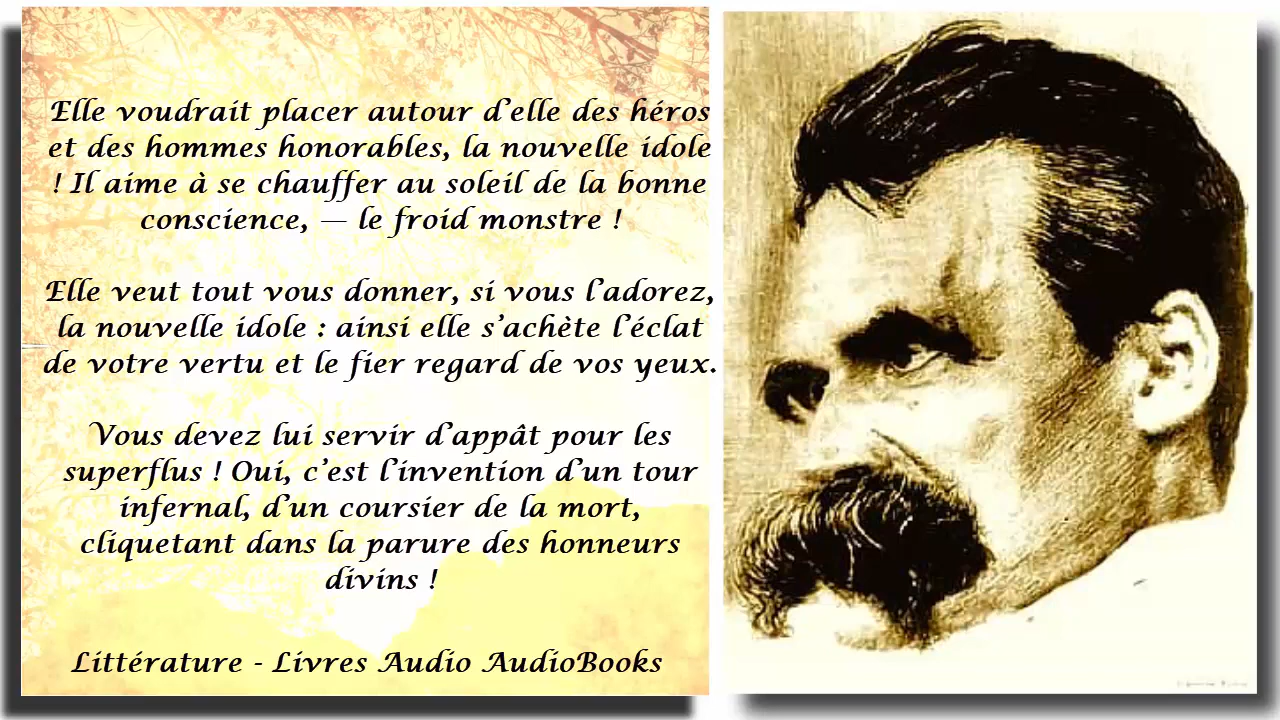 Elle voudrait placer autour d’elle des héros
et des hommes honorables, la nouvelle idole
! Il aime à se chauffer au soleil de la bonne
conscience, — le froid monstre !
Elle veut tout vous donner, si vous l’adorez,
la nouvelle idole : ainsi elle s’achète l’éclat
de votre vertu et le fier regard de vos yeux.
Vous devez lui servir d’appât pour les
superflus ! Oui, c’est l’invention d’un tour
infernal, d’un coursier de la mort,
cliquetant dans la parure des honneurs
divins !
Littérature - Livres Audio AudioBooks